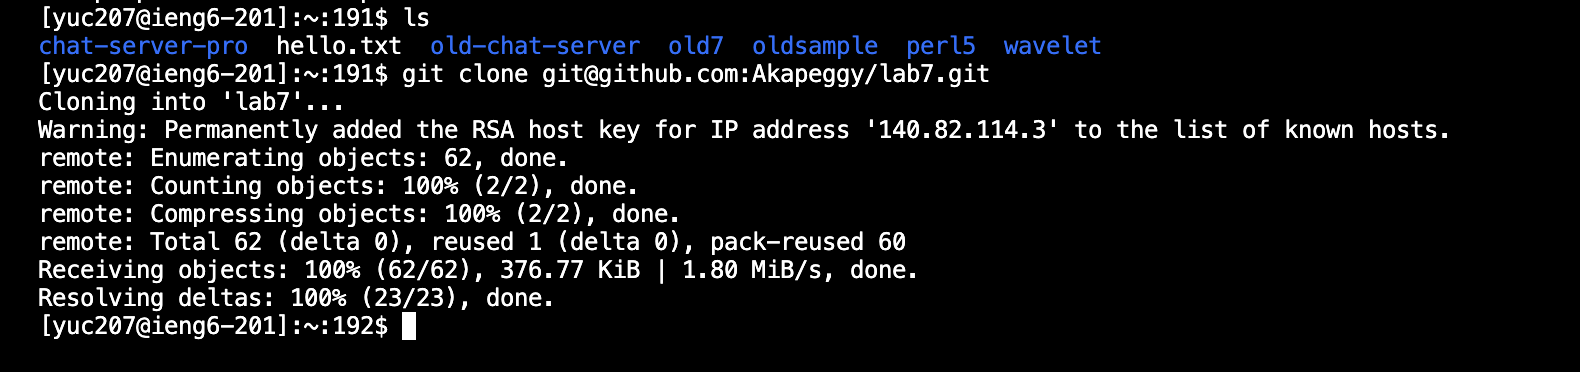 [yuc207@ieng6-201]:~:191$ ls
chat-server-pro  hello.txt  old-chat-server  old7  oldsample  perl5  wavelet
[yuc207@ieng6-201]:~:191$ git clone git@github.com:Akapeggy/lab7.git
Cloning into 'lab7'...
Warning: Permanently added the RSA host key for IP address '140.82.114.3' to the list of known hosts.
remote: Enumerating objects: 62, done.
remote: Counting objects: 100% (2/2), done.
remote: Compressing objects: 100% (2/2), done.
remote: Total 62 (delta 0), reused 1 (delta 0), pack-reused 60
Receiving objects: 100% (62/62), 376.77 KiB | 1.80 MiB/s, done.
Resolving deltas: 100% (23/23), done.
[yuc207@ieng6-201]:~:192$